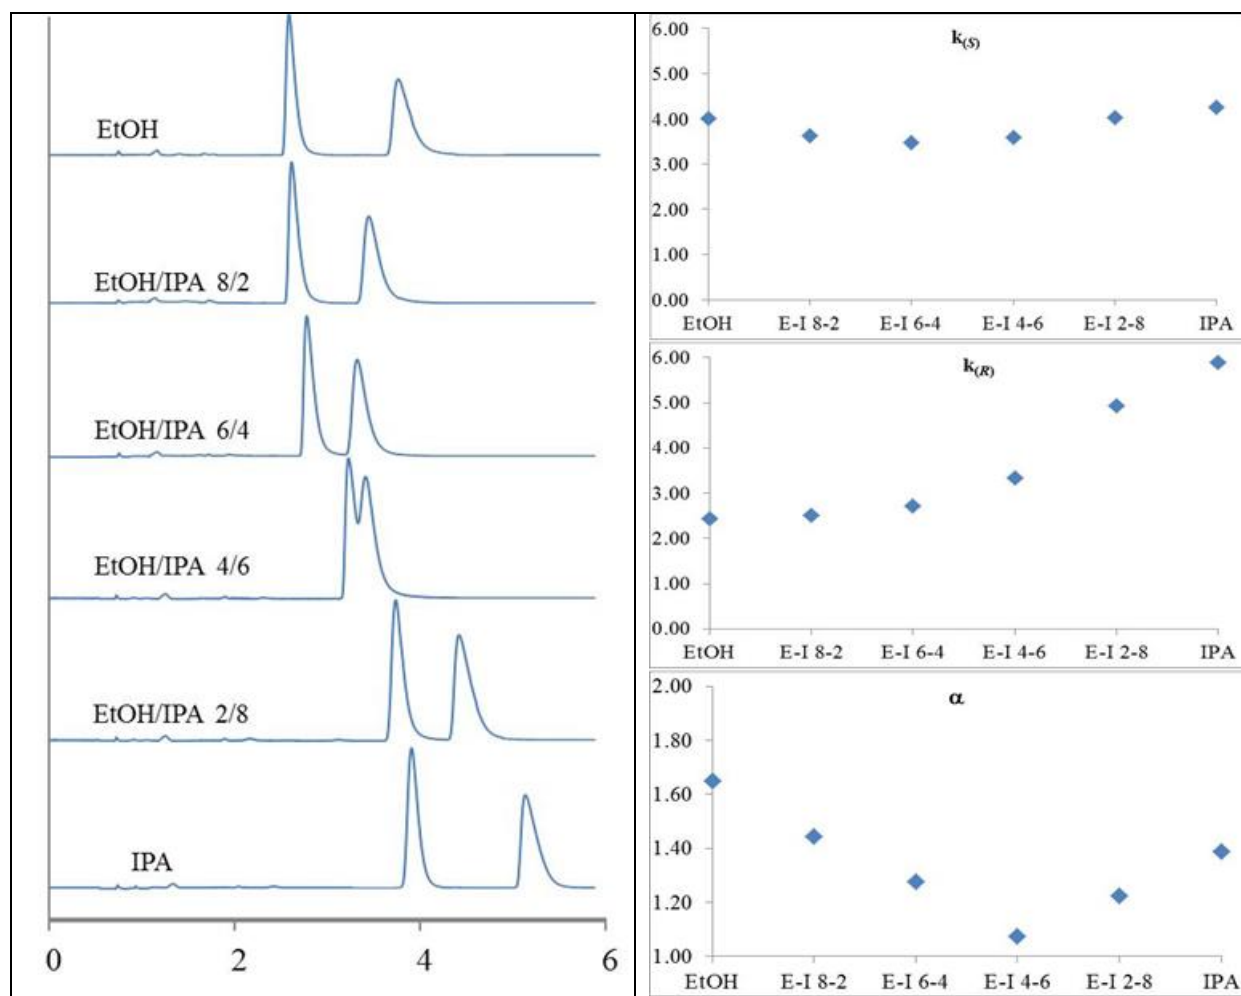 EtOH
EtOH/IPA 8/2
EtOH/IPA 6/4
EtOH/IPA 4/6
EtOH/IPA 2/8
IPA
0 2 4 6
k(S)
6.00
5.00
4.00
3.00
2.00
1.00
0.00
EtOH E-I 8-2 E-I 6-4 E-I 4-6 E-I 2-8 IPA
k(R)
6.00
5.00
4.00
3.00
2.00
1.00
0.00
EtOH E-I 8-2 E-I 6-4 E-I 4-6 E-I 2-8 IPA
α
2.00
1.80
1.60
1.40
1.20
1.00
EtOH E-I 8-2 E-I 6-4 E-I 4-6 E-I 2-8 IPA